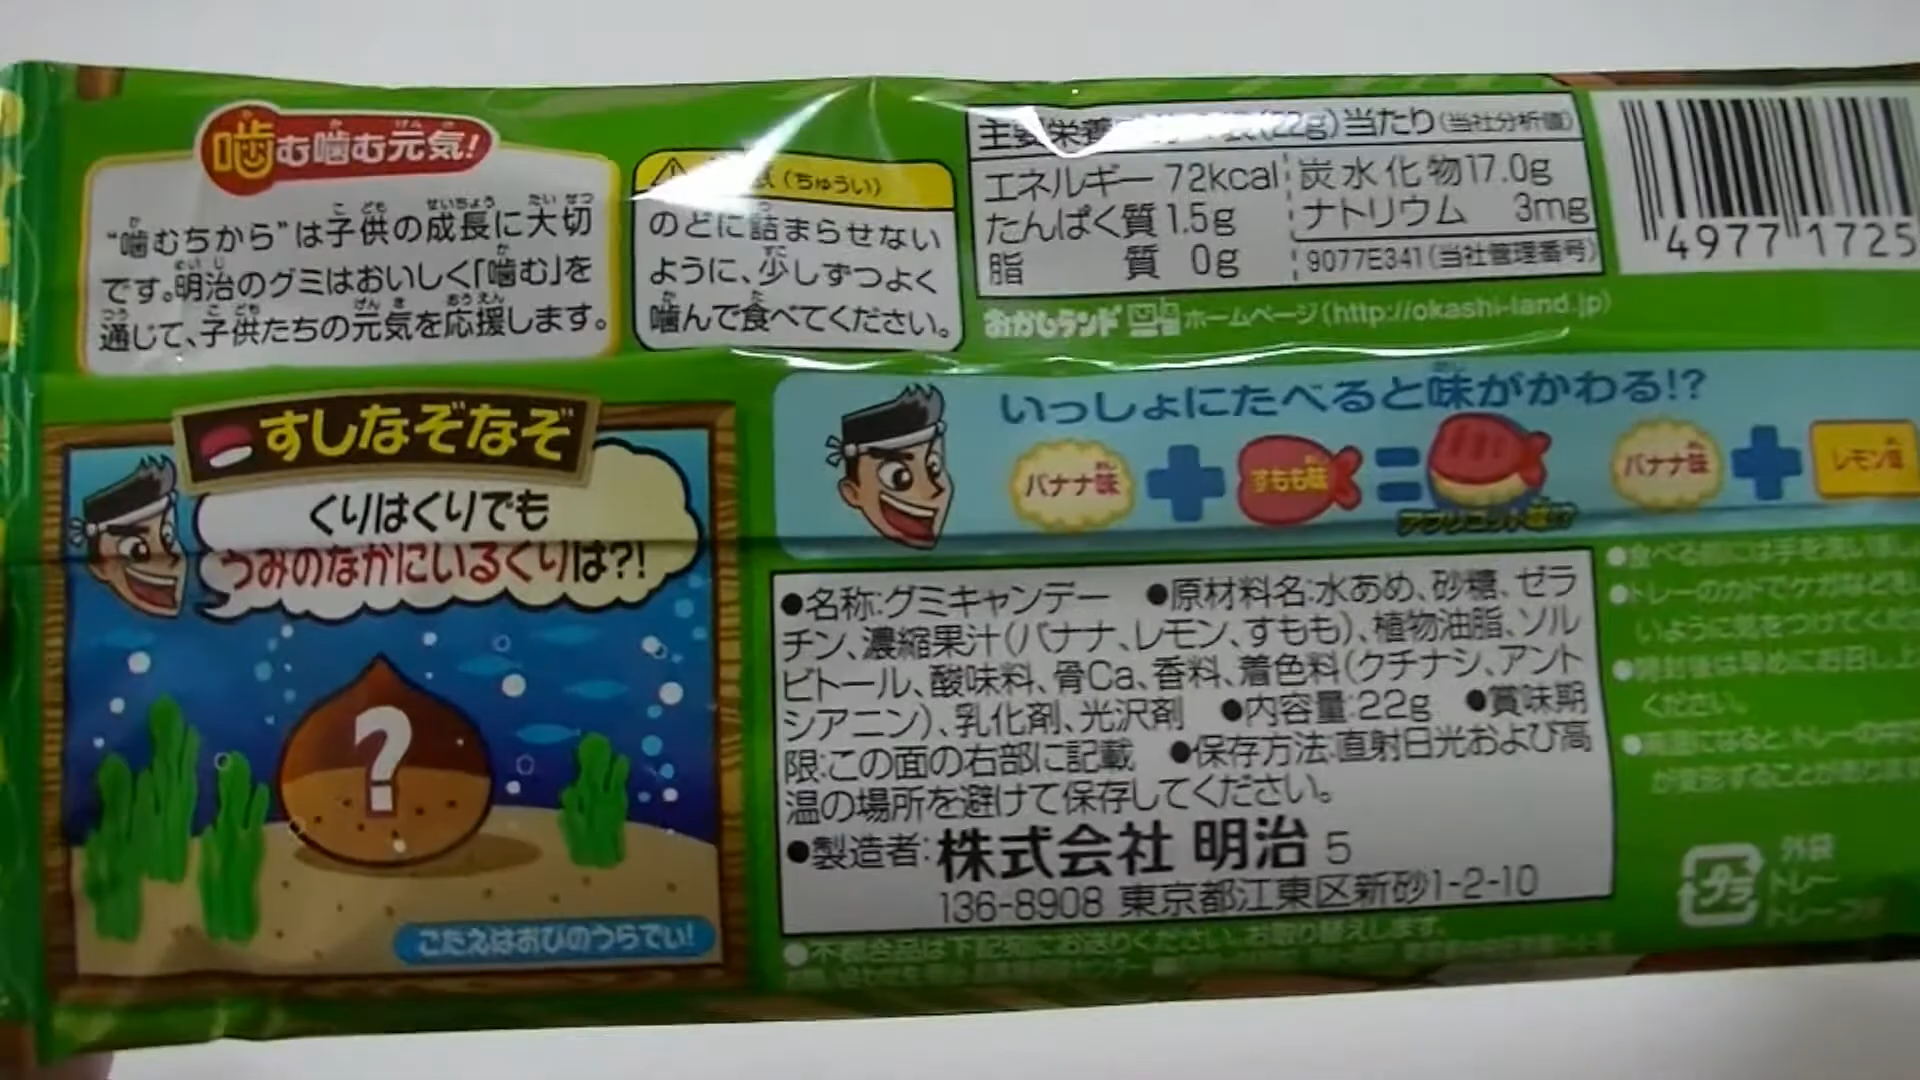 噛む噛む元気!
“噛むちから”は子供の成長に大切
です。明治のグミはおいしく「噛む」を
通じて、子供たちの元気を応援します。
(ちゅうい)
のどに詰まらせない
ように、少しずつよく
噛んで食べてください。
主要栄養 (22g)当たり(当社分析値)
エネルギー 72kcal 炭水化物17.0g
たんぱく質 1.5g ナトリウム 3mg
脂質 0g 9077E341(当社管理番号)
おかしランド ホームページ(http://okashi-land.jp)
4977 1725
すしなぞなぞ
くりはくりでも
うみのなかにいるくりは?!
?
こたえはおびのうらでい!
いっしょにたべると味がかわる!?
バナナ味 + すもも味 = バナナ味 + レモン味
アプリコット味!?
●名称:グミキャンデー ●原材料名:水あめ、砂糖、ゼラ
チン、濃縮果汁(バナナ、レモン、すもも)、植物油脂、ソル
ビトール、酸味料、骨Ca、香料、着色料(クチナシ、アント
シアニン)、乳化剤、光沢剤 ●内容量:22g ●賞味期
限:この面の右部に記載 ●保存方法:直射日光および高
温の場所を避けて保存してください。
●製造者:株式会社 明治 5
136-8908 東京都江東区新砂1-2-10
●不都合品は下記宛にお送りください。お取り替えします。
●食べる前には手を洗い
●トレーのカドでケガなどを
いように気をつけてくだ
●開封後は早めにお召し上
ください。
トレーの中で
が変形することがあります
プラ
外袋
トレー
トレー